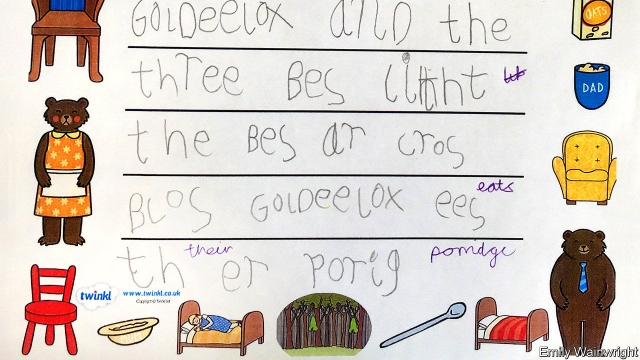 GOLDEELOX and the
three Bes
the Bes ar cros
BLOS GOLDEELOX ees eats
th their er porig porridge
twinkl www.twinkl.co.uk
OATS
DAD
Emily Wainwright